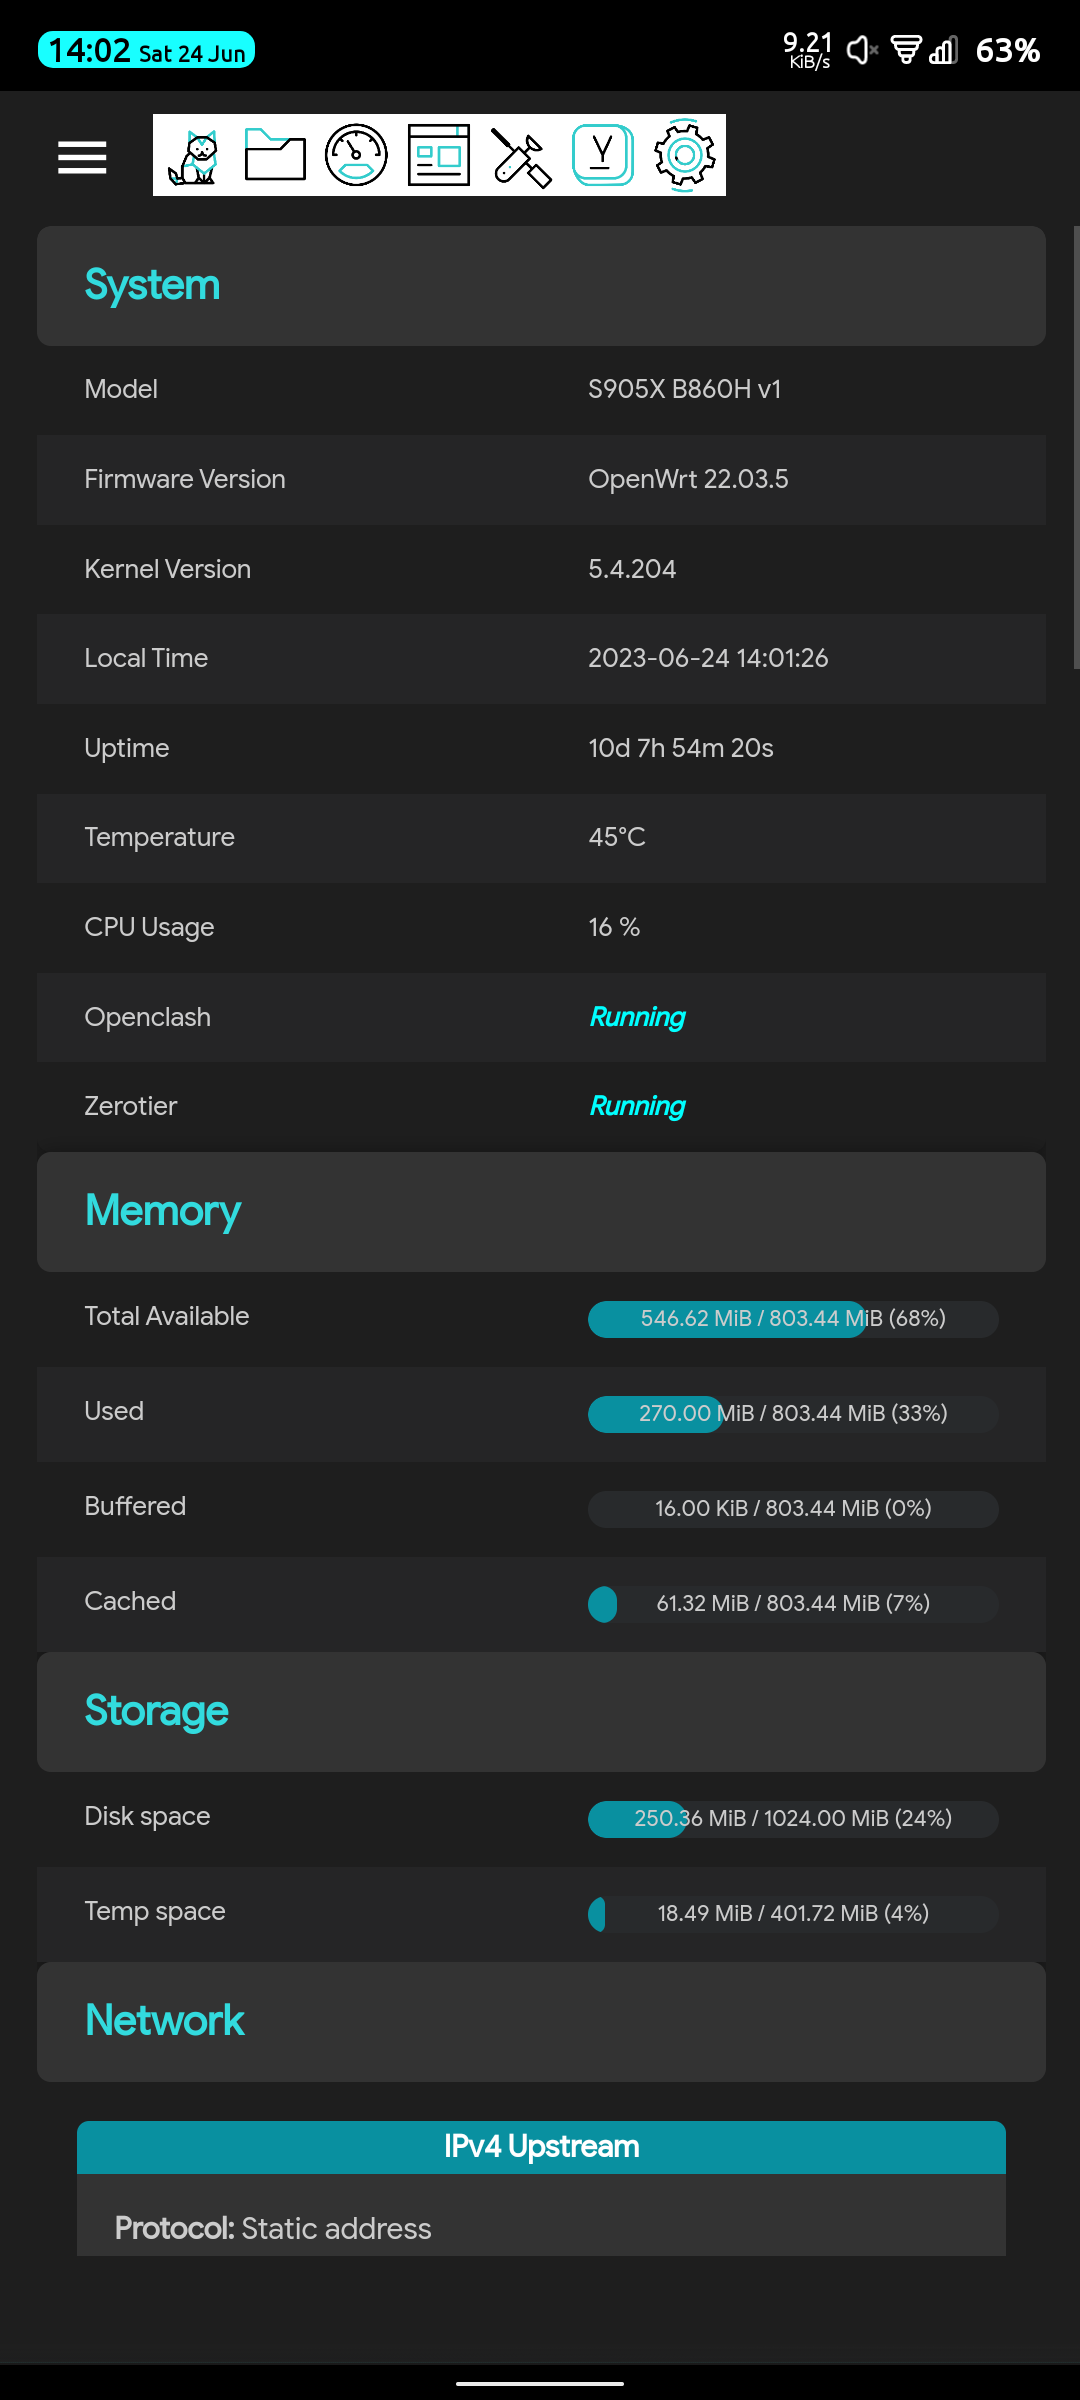 14:02 Sat 24 Jun 9.21 KiB/s 63%
System
Model S905X B860H v1
Firmware Version OpenWrt 22.03.5
Kernel Version 5.4.204
Local Time 2023-06-24 14:01:26
Uptime 10d 7h 54m 20s
Temperature 45°C
CPU Usage 16 %
Openclash Running
Zerotier Running
Memory
Total Available 546.62 MiB / 803.44 MiB (68%)
Used 270.00 MiB / 803.44 MiB (33%)
Buffered 16.00 KiB / 803.44 MiB (0%)
Cached 61.32 MiB / 803.44 MiB (7%)
Storage
Disk space 250.36 MiB / 1024.00 MiB (24%)
Temp space 18.49 MiB / 401.72 MiB (4%)
Network
IPv4 Upstream
Protocol: Static address